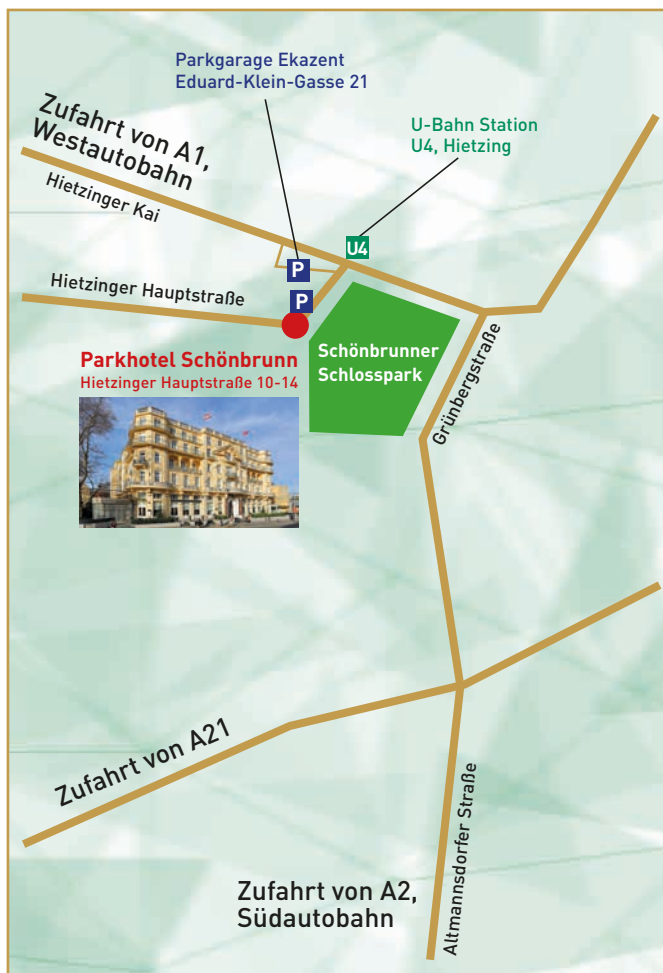 Parkgarage Ekazent
Eduard-Klein-Gasse 21
Zufahrt von A1,
Westautobahn
U-Bahn Station
U4, Hietzing
Hietzinger Kai
U4
P
Hietzinger Hauptstraße
P
Parkhotel Schönbrunn
Hietzinger Hauptstraße 10-14
Schönbrunner
Schlosspark
Grünbergstraße
Zufahrt von A21
Altmannsdorfer Straße
Zufahrt von A2,
Südautobahn